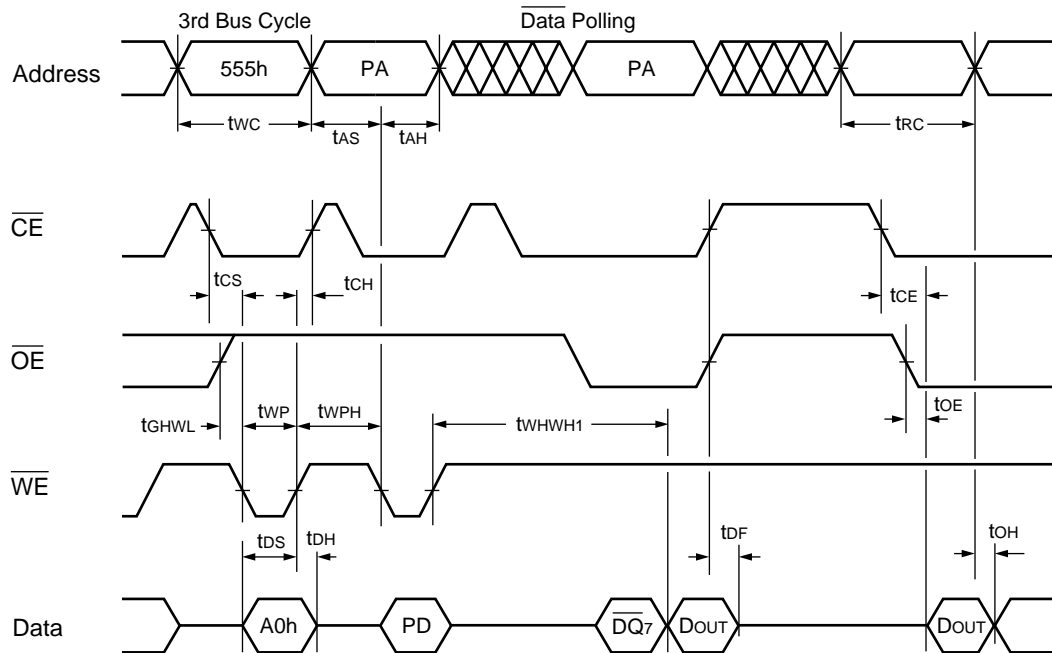 3rd Bus Cycle Data Polling
Address 555h PA PA
tWC tAS tAH tRC
CE
tCS tCH tCE
OE
tGHWL tWP tWPH tWHWH1 tOE
WE
tDS tDH tDF tOH
Data A0h PD DQ7 DOUT DOUT